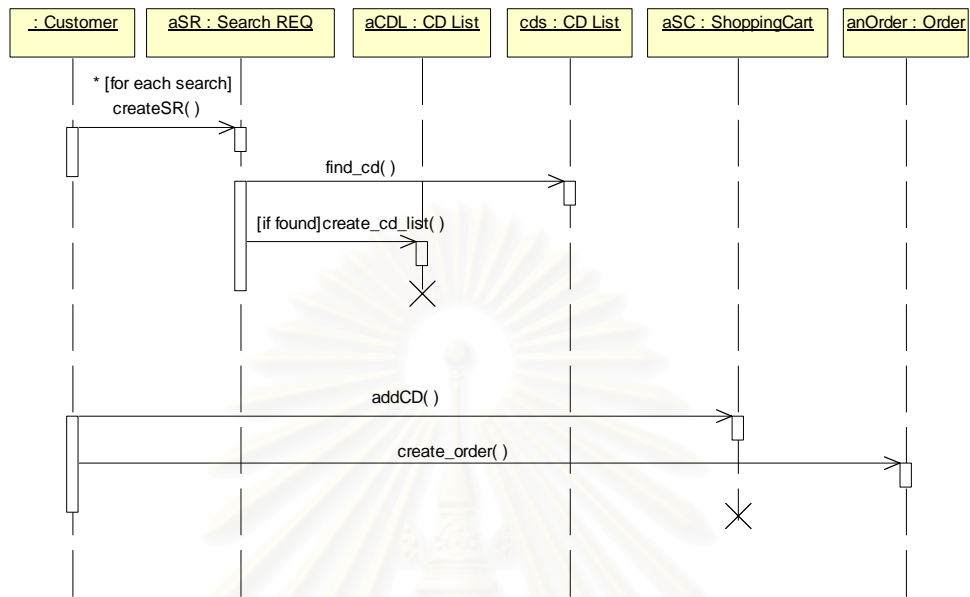 : Customer
aSR : Search REQ
aCDL : CD List
cds : CD List
aSC : ShoppingCart
anOrder : Order
* [for each search]
createSR( )
find_cd( )
[if found]create_cd_list( )
addCD( )
create_order( )